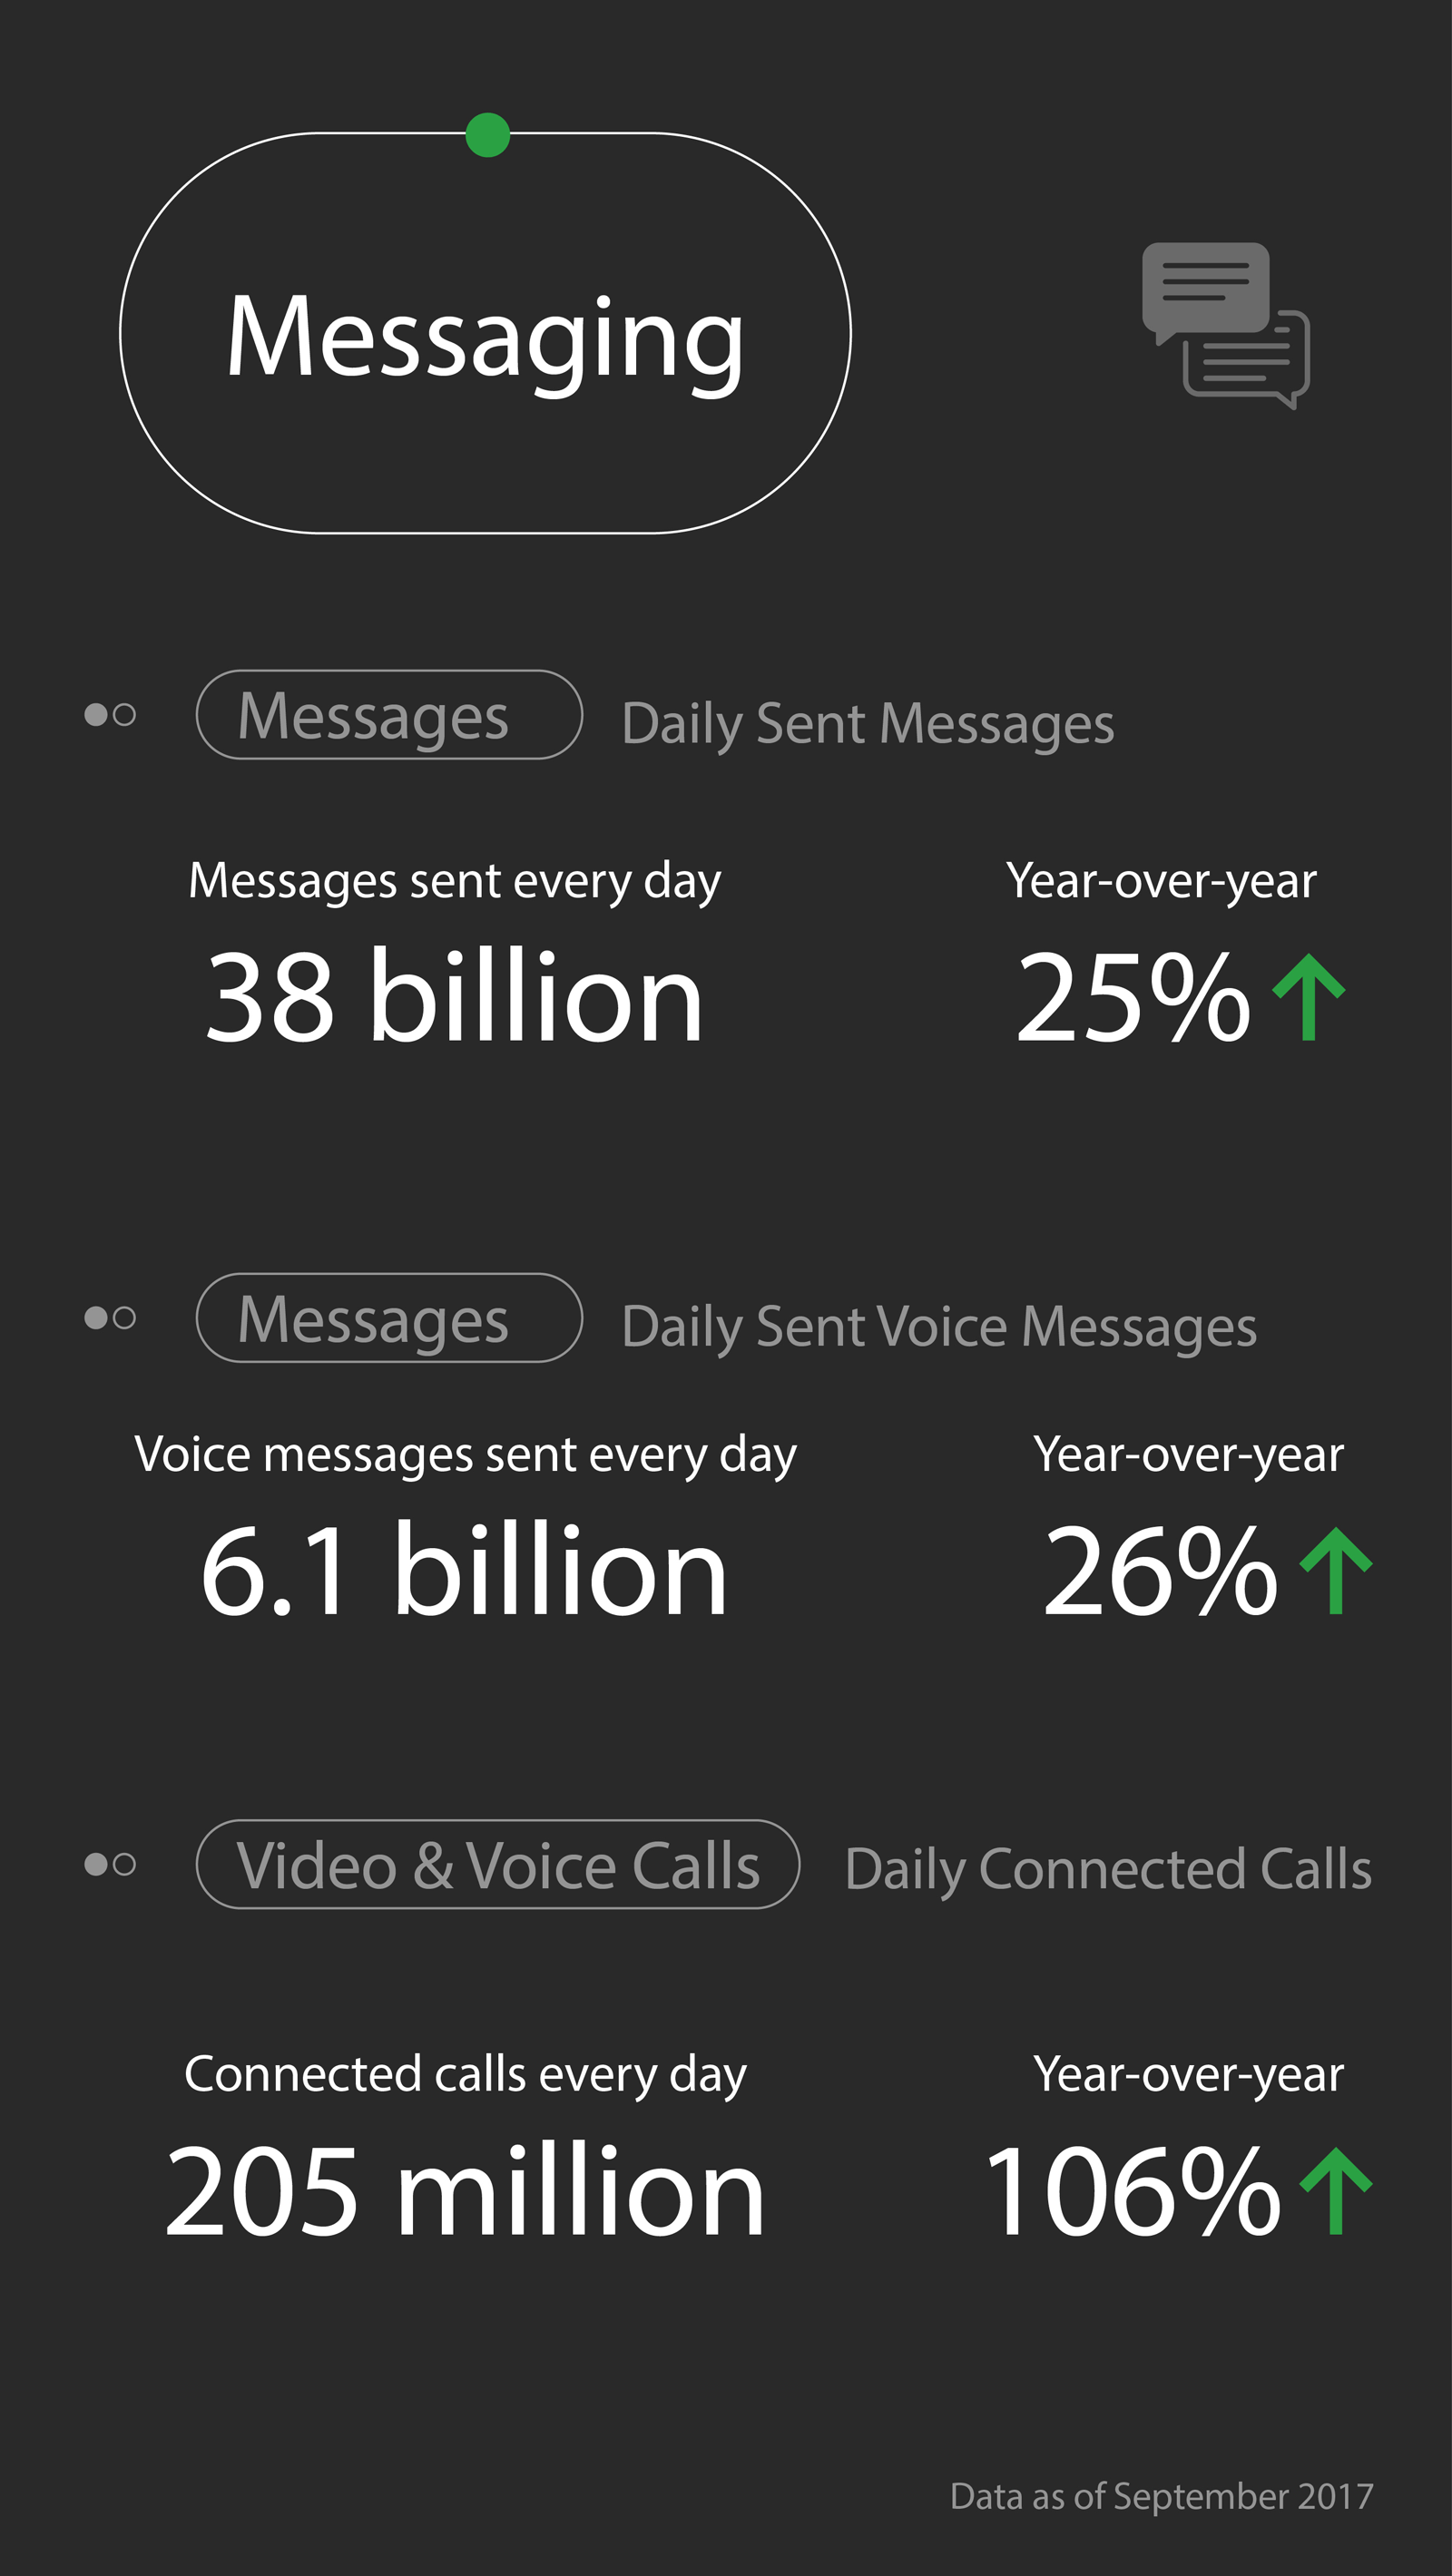 Messaging
Messages Daily Sent Messages
Messages sent every day Year-over-year
38 billion 25%↑
Messages Daily Sent Voice Messages
Voice messages sent every day Year-over-year
6.1 billion 26%↑
Video & Voice Calls Daily Connected Calls
Connected calls every day Year-over-year
205 million 106%↑
Data as of September 2017